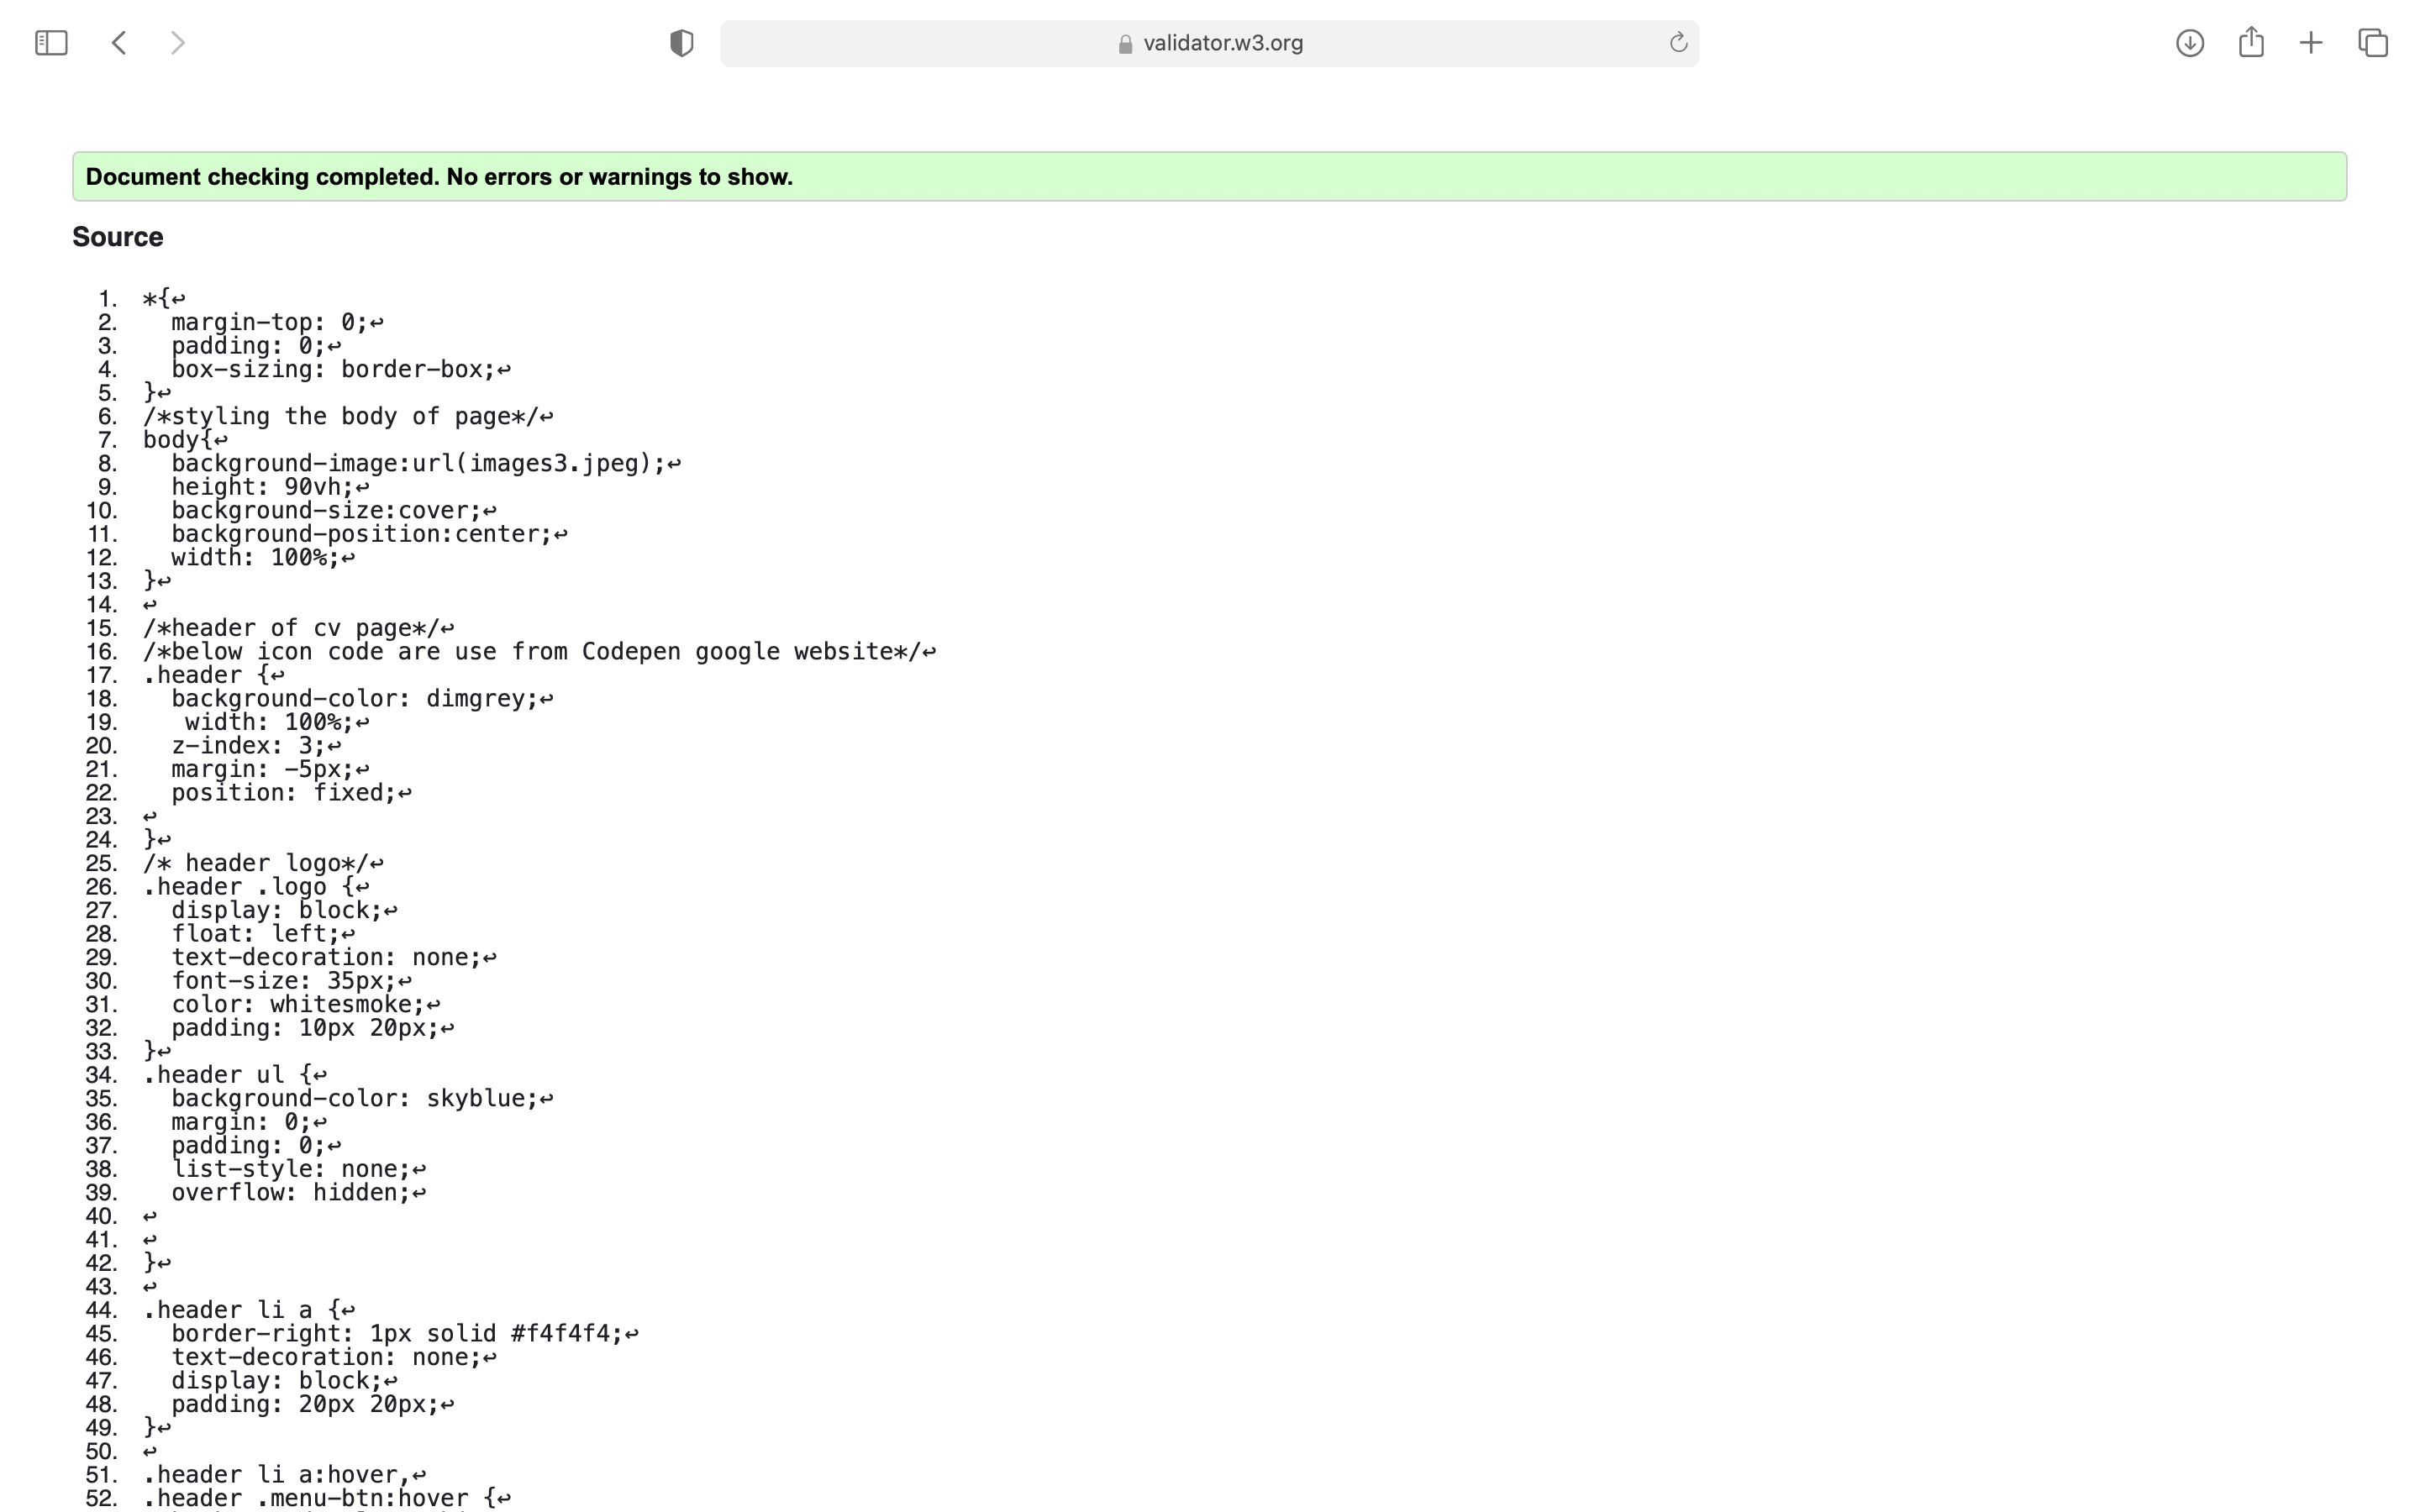 validator.w3.org
Document checking completed. No errors or warnings to show.
Source
1. *{↩
2.   margin-top: 0;↩
3.   padding: 0;↩
4.   box-sizing: border-box;↩
5. }↩
6. /*styling the body of page*/↩
7. body{↩
8.   background-image:url(images3.jpeg);↩
9.   height: 90vh;↩
10.   background-size:cover;↩
11.   background-position:center;↩
12.   width: 100%;↩
13. }↩
14. ↩
15. /*header of cv page*/↩
16. /*below icon code are use from Codepen google website*/↩
17. .header {↩
18.   background-color: dimgrey;↩
19.    width: 100%;↩
20.   z-index: 3;↩
21.   margin: -5px;↩
22.   position: fixed;↩
23. ↩
24. }↩
25. /* header logo*/↩
26. .header .logo {↩
27.   display: block;↩
28.   float: left;↩
29.   text-decoration: none;↩
30.   font-size: 35px;↩
31.   color: whitesmoke;↩
32.   padding: 10px 20px;↩
33. }↩
34. .header ul {↩
35.   background-color: skyblue;↩
36.   margin: 0;↩
37.   padding: 0;↩
38.   list-style: none;↩
39.   overflow: hidden;↩
40. ↩
41. ↩
42. }↩
43. ↩
44. .header li a {↩
45.   border-right: 1px solid #f4f4f4;↩
46.   text-decoration: none;↩
47.   display: block;↩
48.   padding: 20px 20px;↩
49. }↩
50. ↩
51. .header li a:hover,↩
52. .header .menu-btn:hover {↩